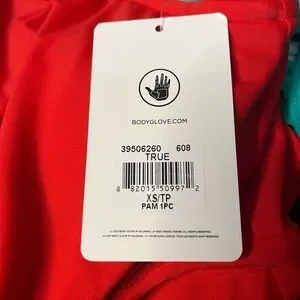 BODYGLOVE.COM
39506260 608
TRUE
8 82015 50997 2
XS/TP
PAM 1PC